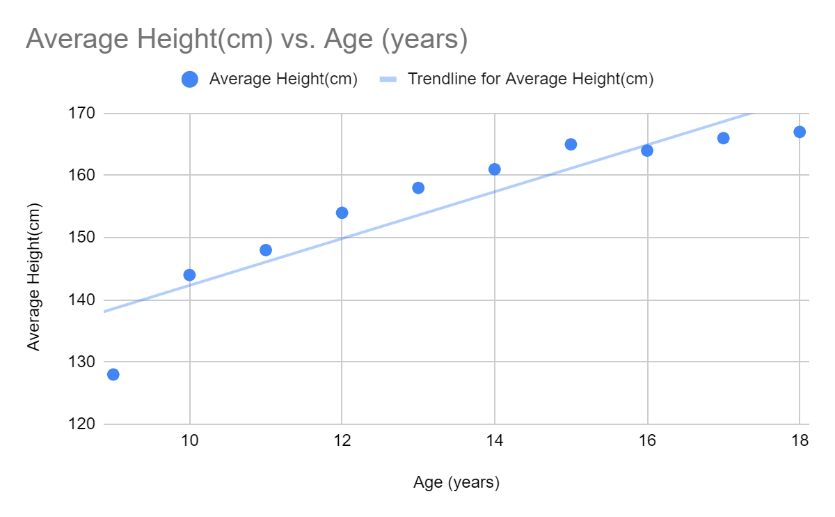 Average Height(cm) vs. Age (years)
Average Height(cm) Trendline for Average Height(cm)
170
160
150
140
130
120
Average Height(cm)
10 12 14 16 18
Age (years)